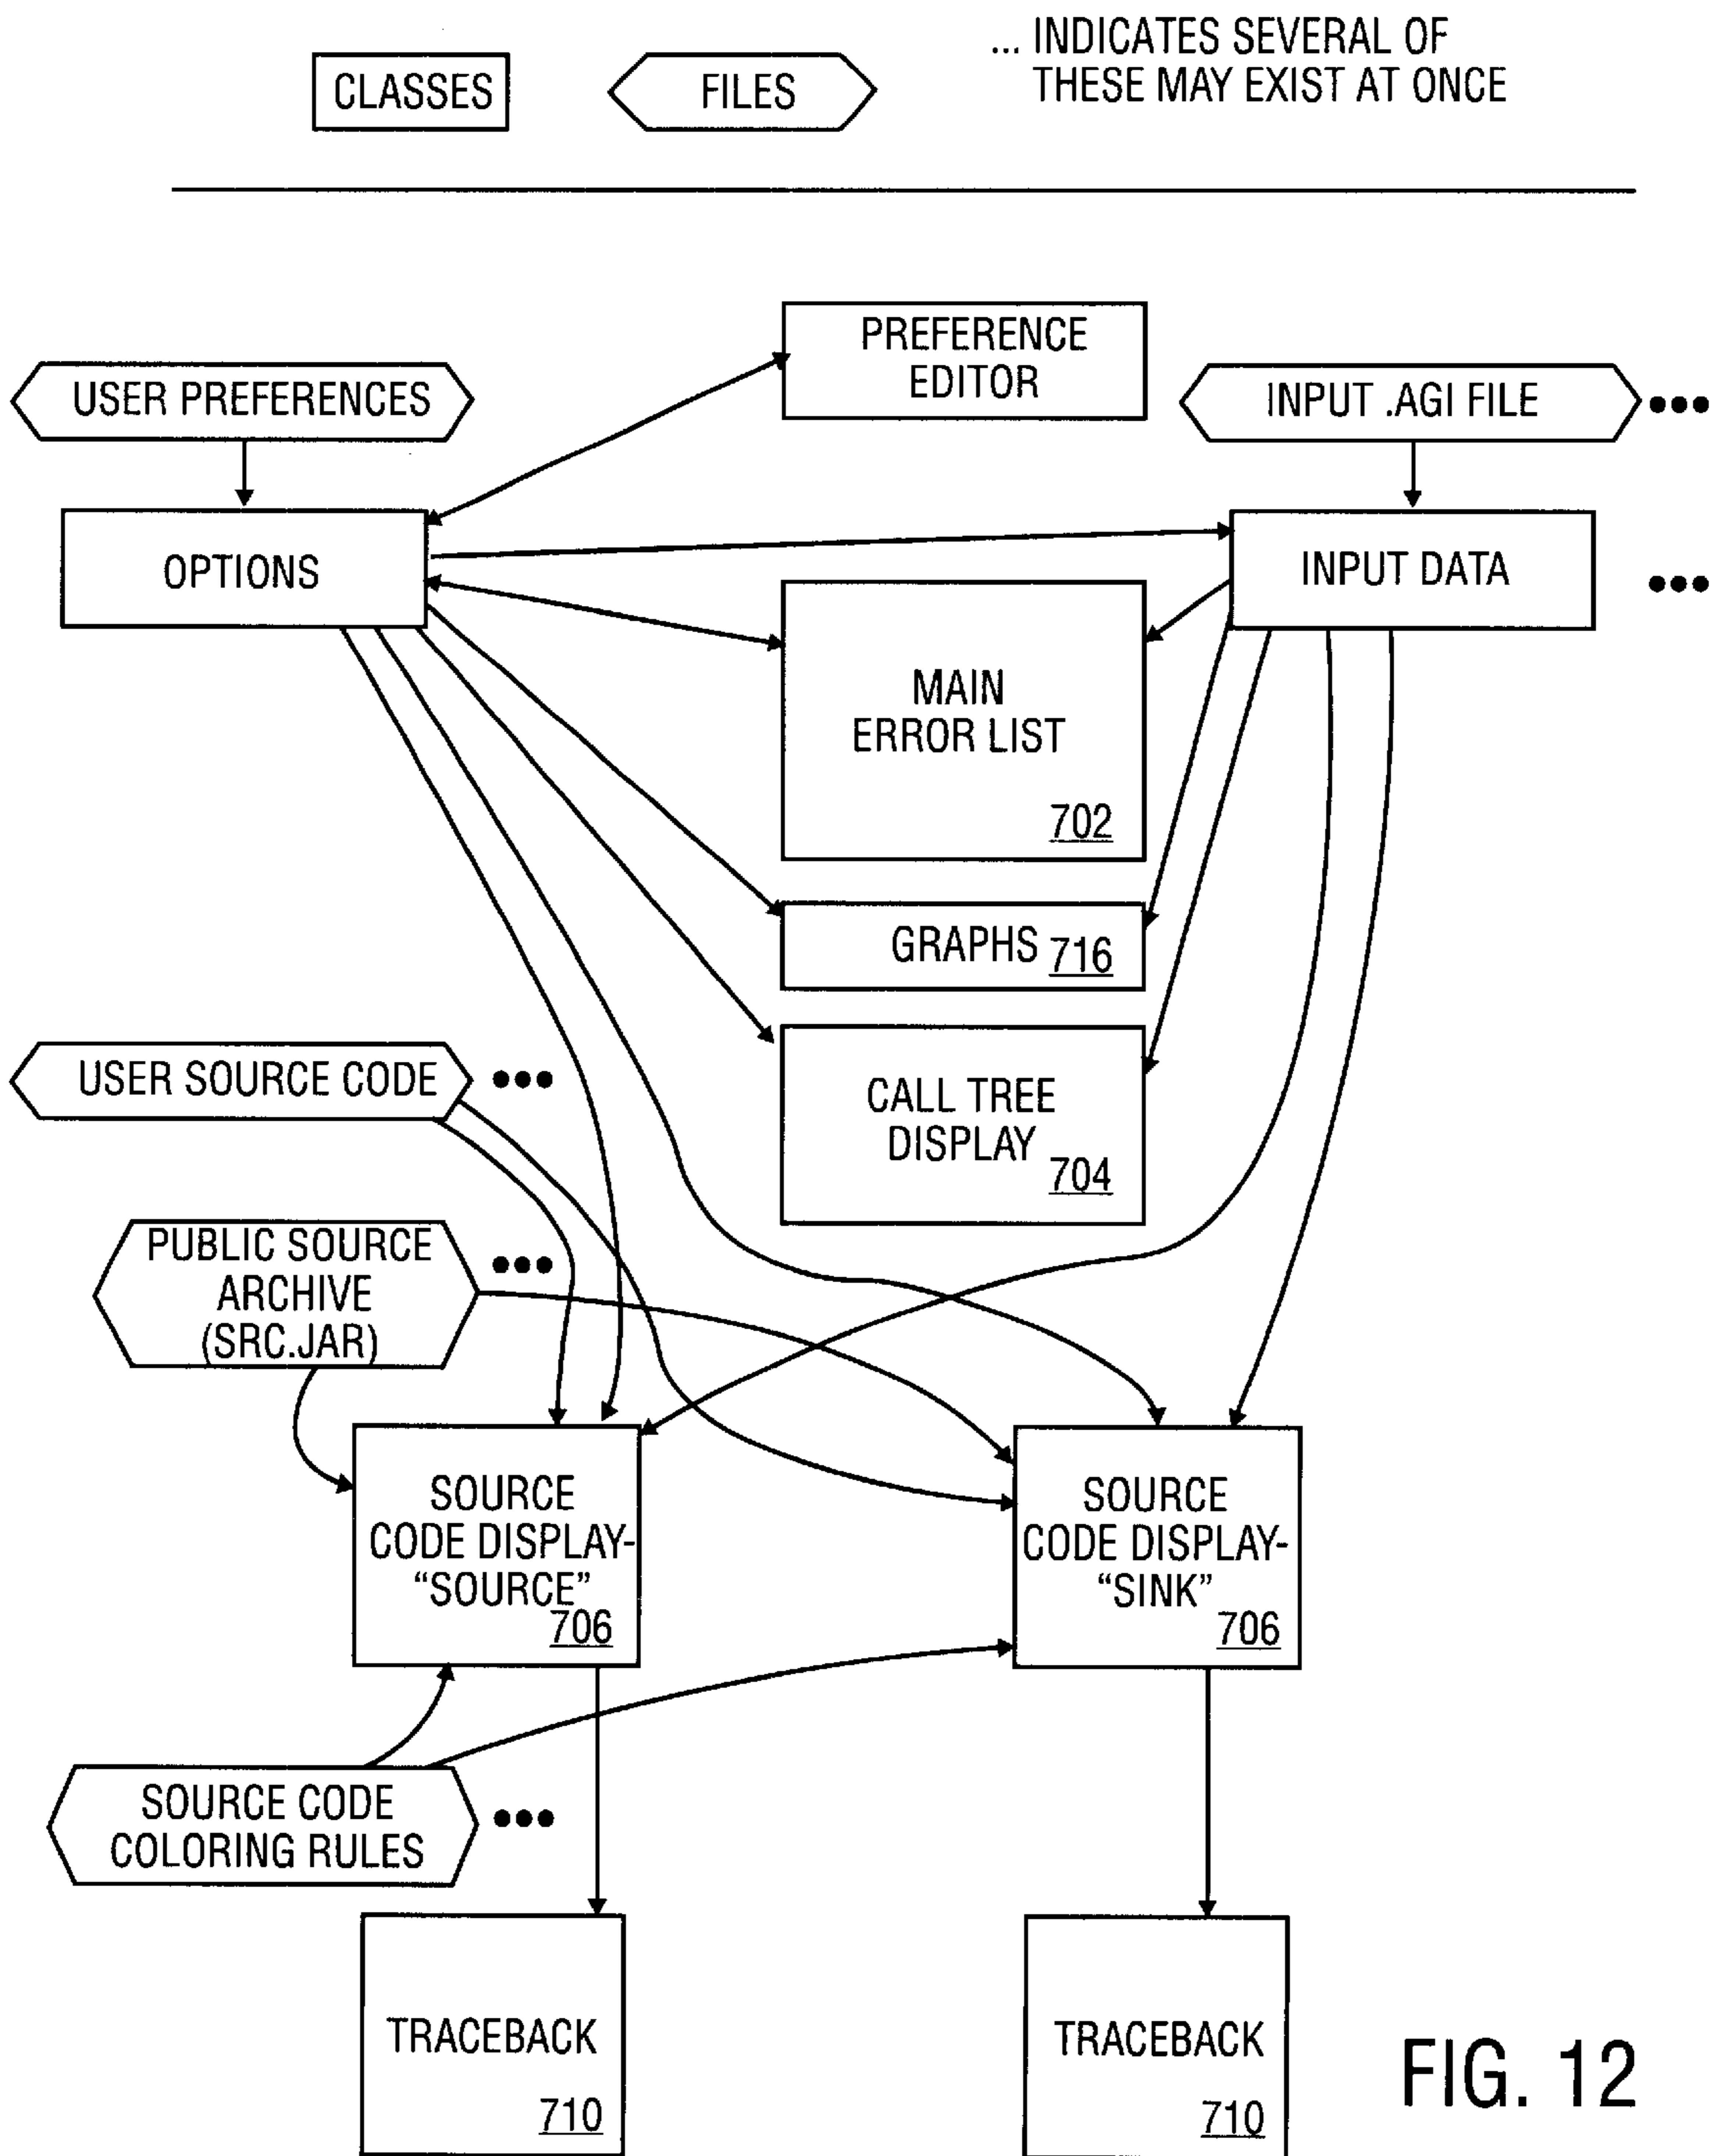 CLASSES
FILES
... INDICATES SEVERAL OF
THESE MAY EXIST AT ONCE
PREFERENCE
EDITOR
USER PREFERENCES
INPUT .AGI FILE
•••
OPTIONS
INPUT DATA
•••
MAIN
ERROR LIST
702
GRAPHS 716
USER SOURCE CODE
•••
CALL TREE
DISPLAY
704
PUBLIC SOURCE
ARCHIVE
(SRC.JAR)
•••
SOURCE
CODE DISPLAY-
“SOURCE”
706
SOURCE
CODE DISPLAY-
“SINK”
706
SOURCE CODE
COLORING RULES
•••
TRACEBACK
710
TRACEBACK
710
FIG. 12